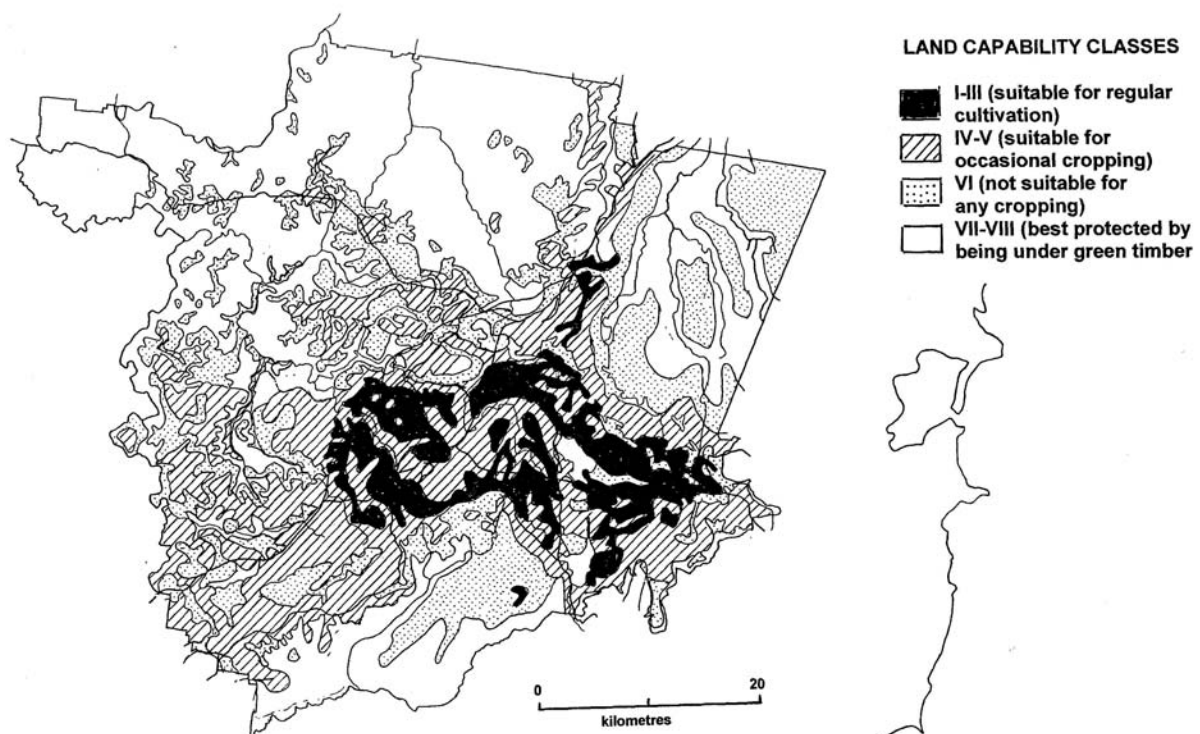 LAND CAPABILITY CLASSES
I-III (suitable for regular
cultivation)
IV-V (suitable for
occasional cropping)
VI (not suitable for
any cropping)
VII-VIII (best protected by
being under green timber
0
20
kilometres